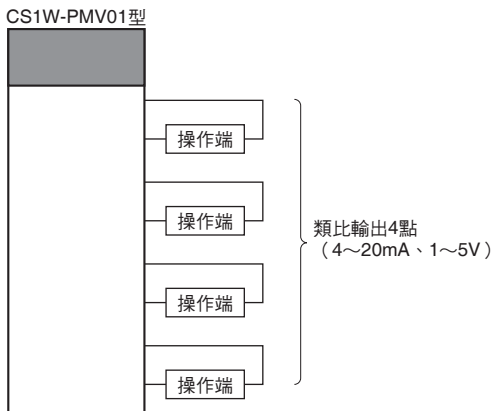 CS1W-PMV01型
操作端
操作端
操作端
操作端
類比輸出4點
（4～20mA、1～5V）